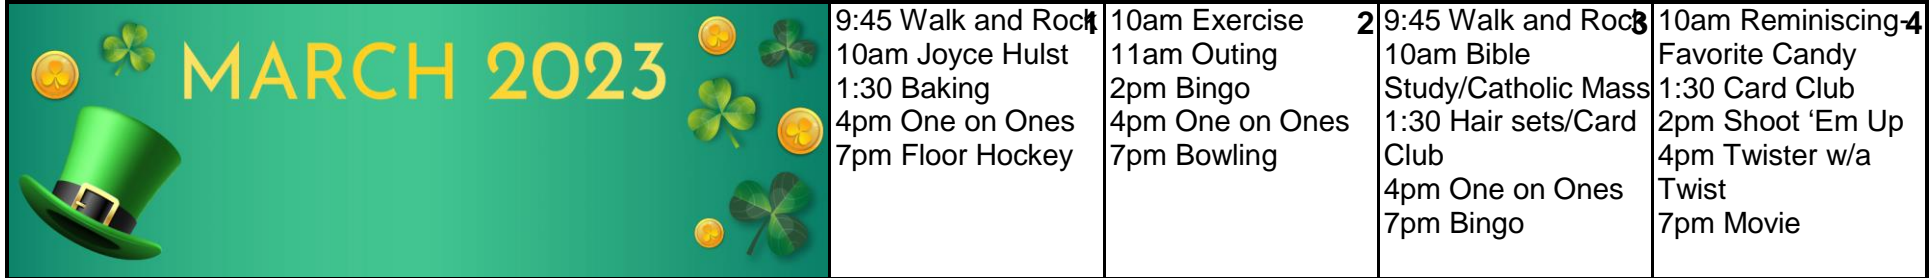 MARCH 2023
9:45 Walk and Rock 1
10am Joyce Hulst
1:30 Baking
4pm One on Ones
7pm Floor Hockey
10am Exercise 2
11am Outing
2pm Bingo
4pm One on Ones
7pm Bowling
9:45 Walk and Rock 3
10am Bible
Study/Catholic Mass
1:30 Hair sets/Card
Club
4pm One on Ones
7pm Bingo
10am Reminiscing- 4
Favorite Candy
1:30 Card Club
2pm Shoot ‘Em Up
4pm Twister w/a
Twist
7pm Movie